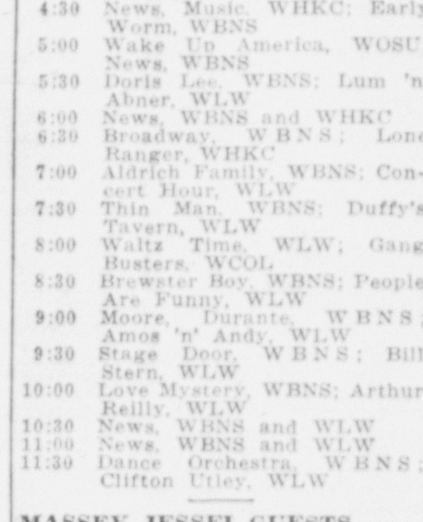 4:30 News, Music, WHKC; Early
Worm, WBNS
5:00 Wake Up America, WOSU
News, WBNS
5:30 Doris Lee, WBNS; Lum 'n
Abner, WLW
6:00 News, WBNS and WHKC
6:30 Broadway, WBNS; Lone
Ranger, WHKC
7:00 Aldrich Family, WBNS; Con-
cert Hour, WLW
7:30 Thin Man, WBNS; Duffy's
Tavern, WLW
8:00 Waltz Time, WLW; Gang
Busters, WCOL
8:30 Brewster Boy, WBNS; People
Are Funny, WLW
9:00 Moore, Durante, WBNS;
Amos 'n' Andy, WLW
9:30 Stage Door, WBNS; Bill
Stern, WLW
10:00 Love Mystery, WBNS; Arthur
Reilly, WLW
10:30 News, WBNS and WLW
11:00 News, WBNS and WLW
11:30 Dance Orchestra, WBNS;
Clifton Utley, WLW
MASSEY, JESSEL GUESTS